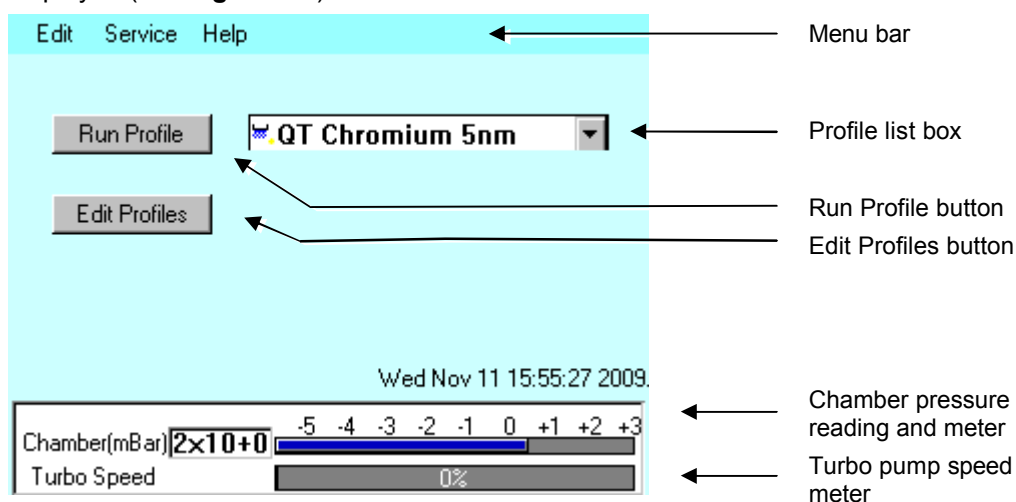 Edit Service Help
Menu bar
Run Profile
QT Chromium 5nm
Profile list box
Edit Profiles
Run Profile button
Edit Profiles button
Wed Nov 11 15:55:27 2009.
Chamber(mBar) 2x10+0
-5 -4 -3 -2 -1 0 +1 +2 +3
Chamber pressure
reading and meter
Turbo Speed
0%
Turbo pump speed
meter